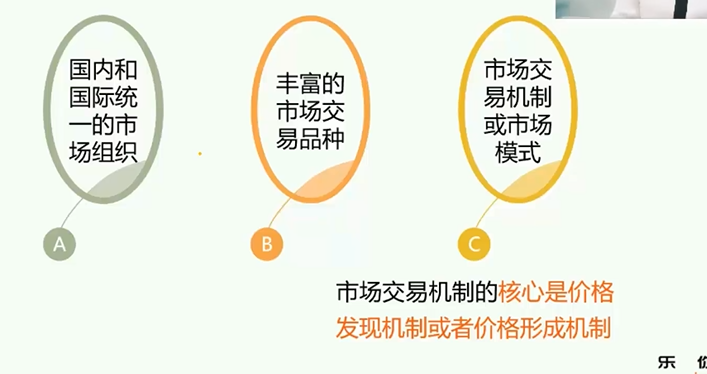 国内和
国际统
一的市
场组织
丰富的
市场交
易品种
市场交
易机制
或市场
模式
A
B
C
市场交易机制的核心是价格
发现机制或者价格形成机制
乐